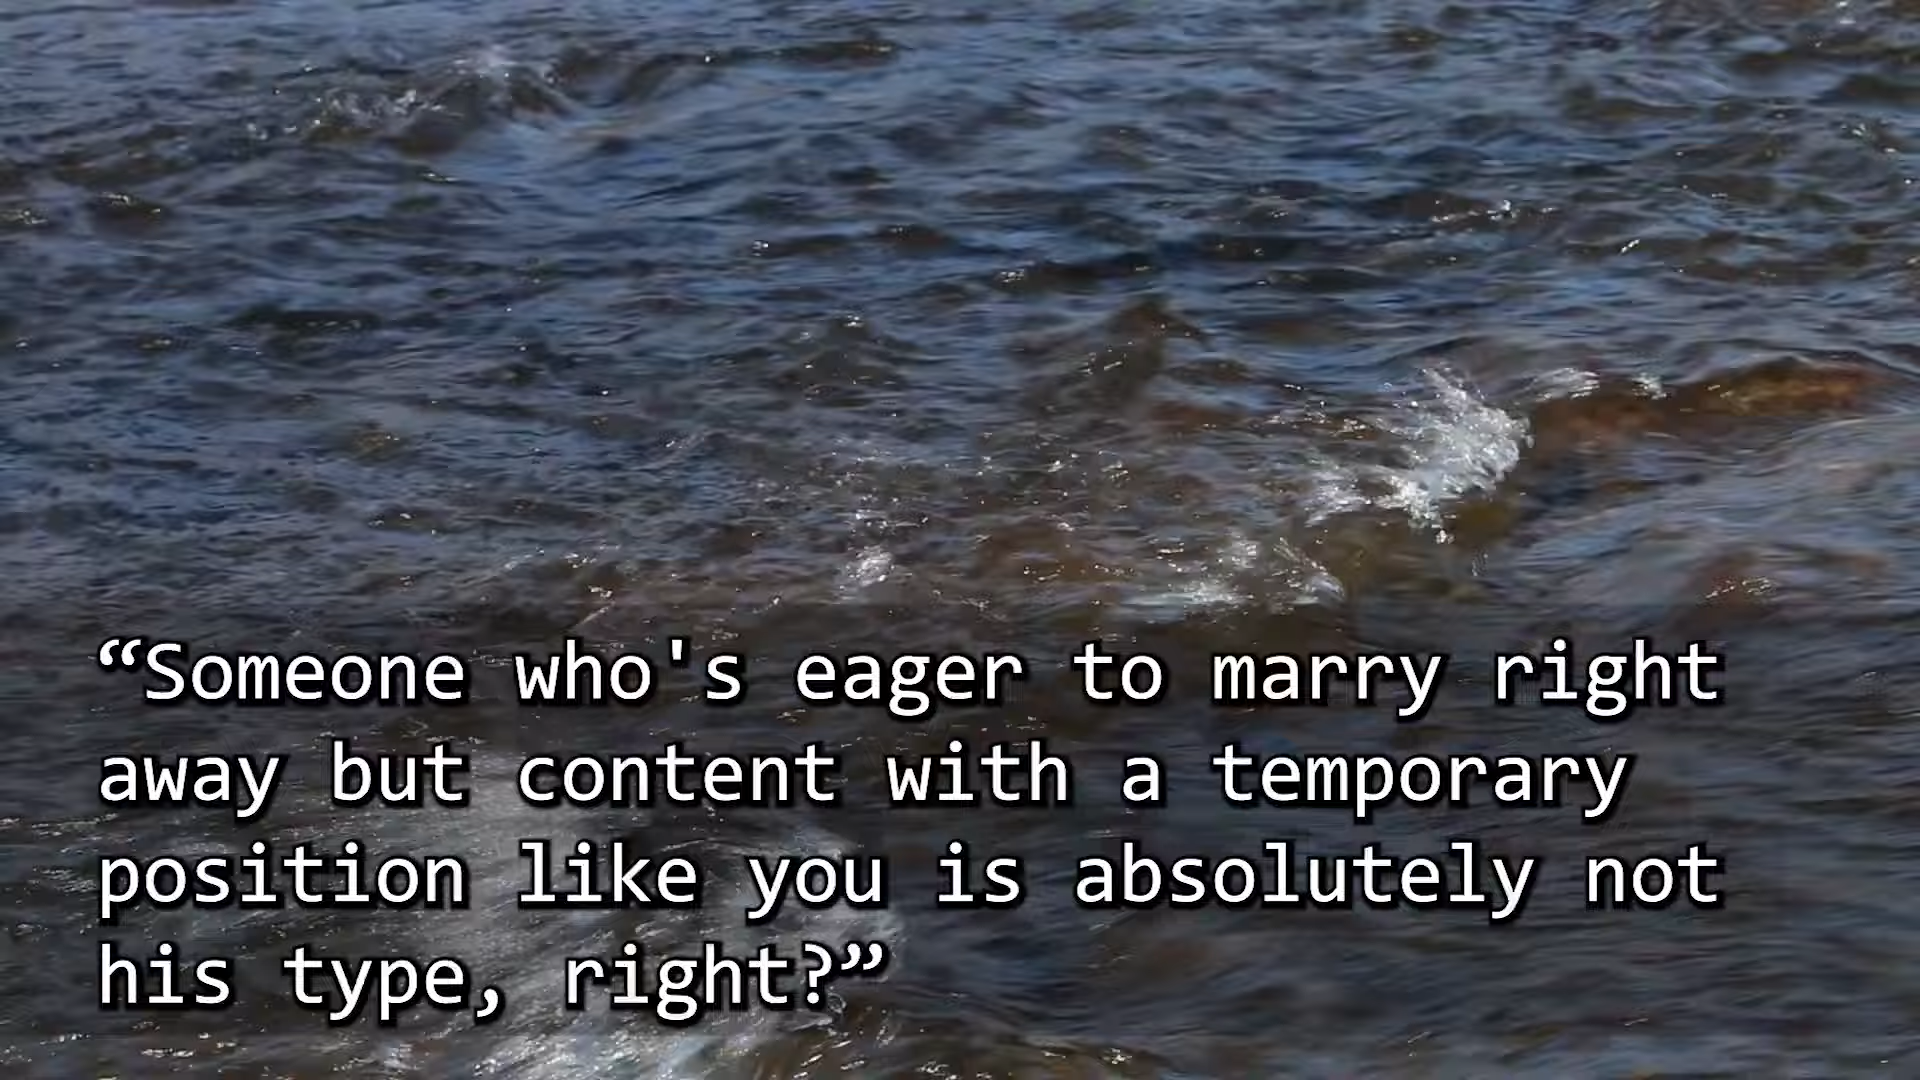 “Someone who's eager to marry right
away but content with a temporary
position like you is absolutely not
his type, right?”